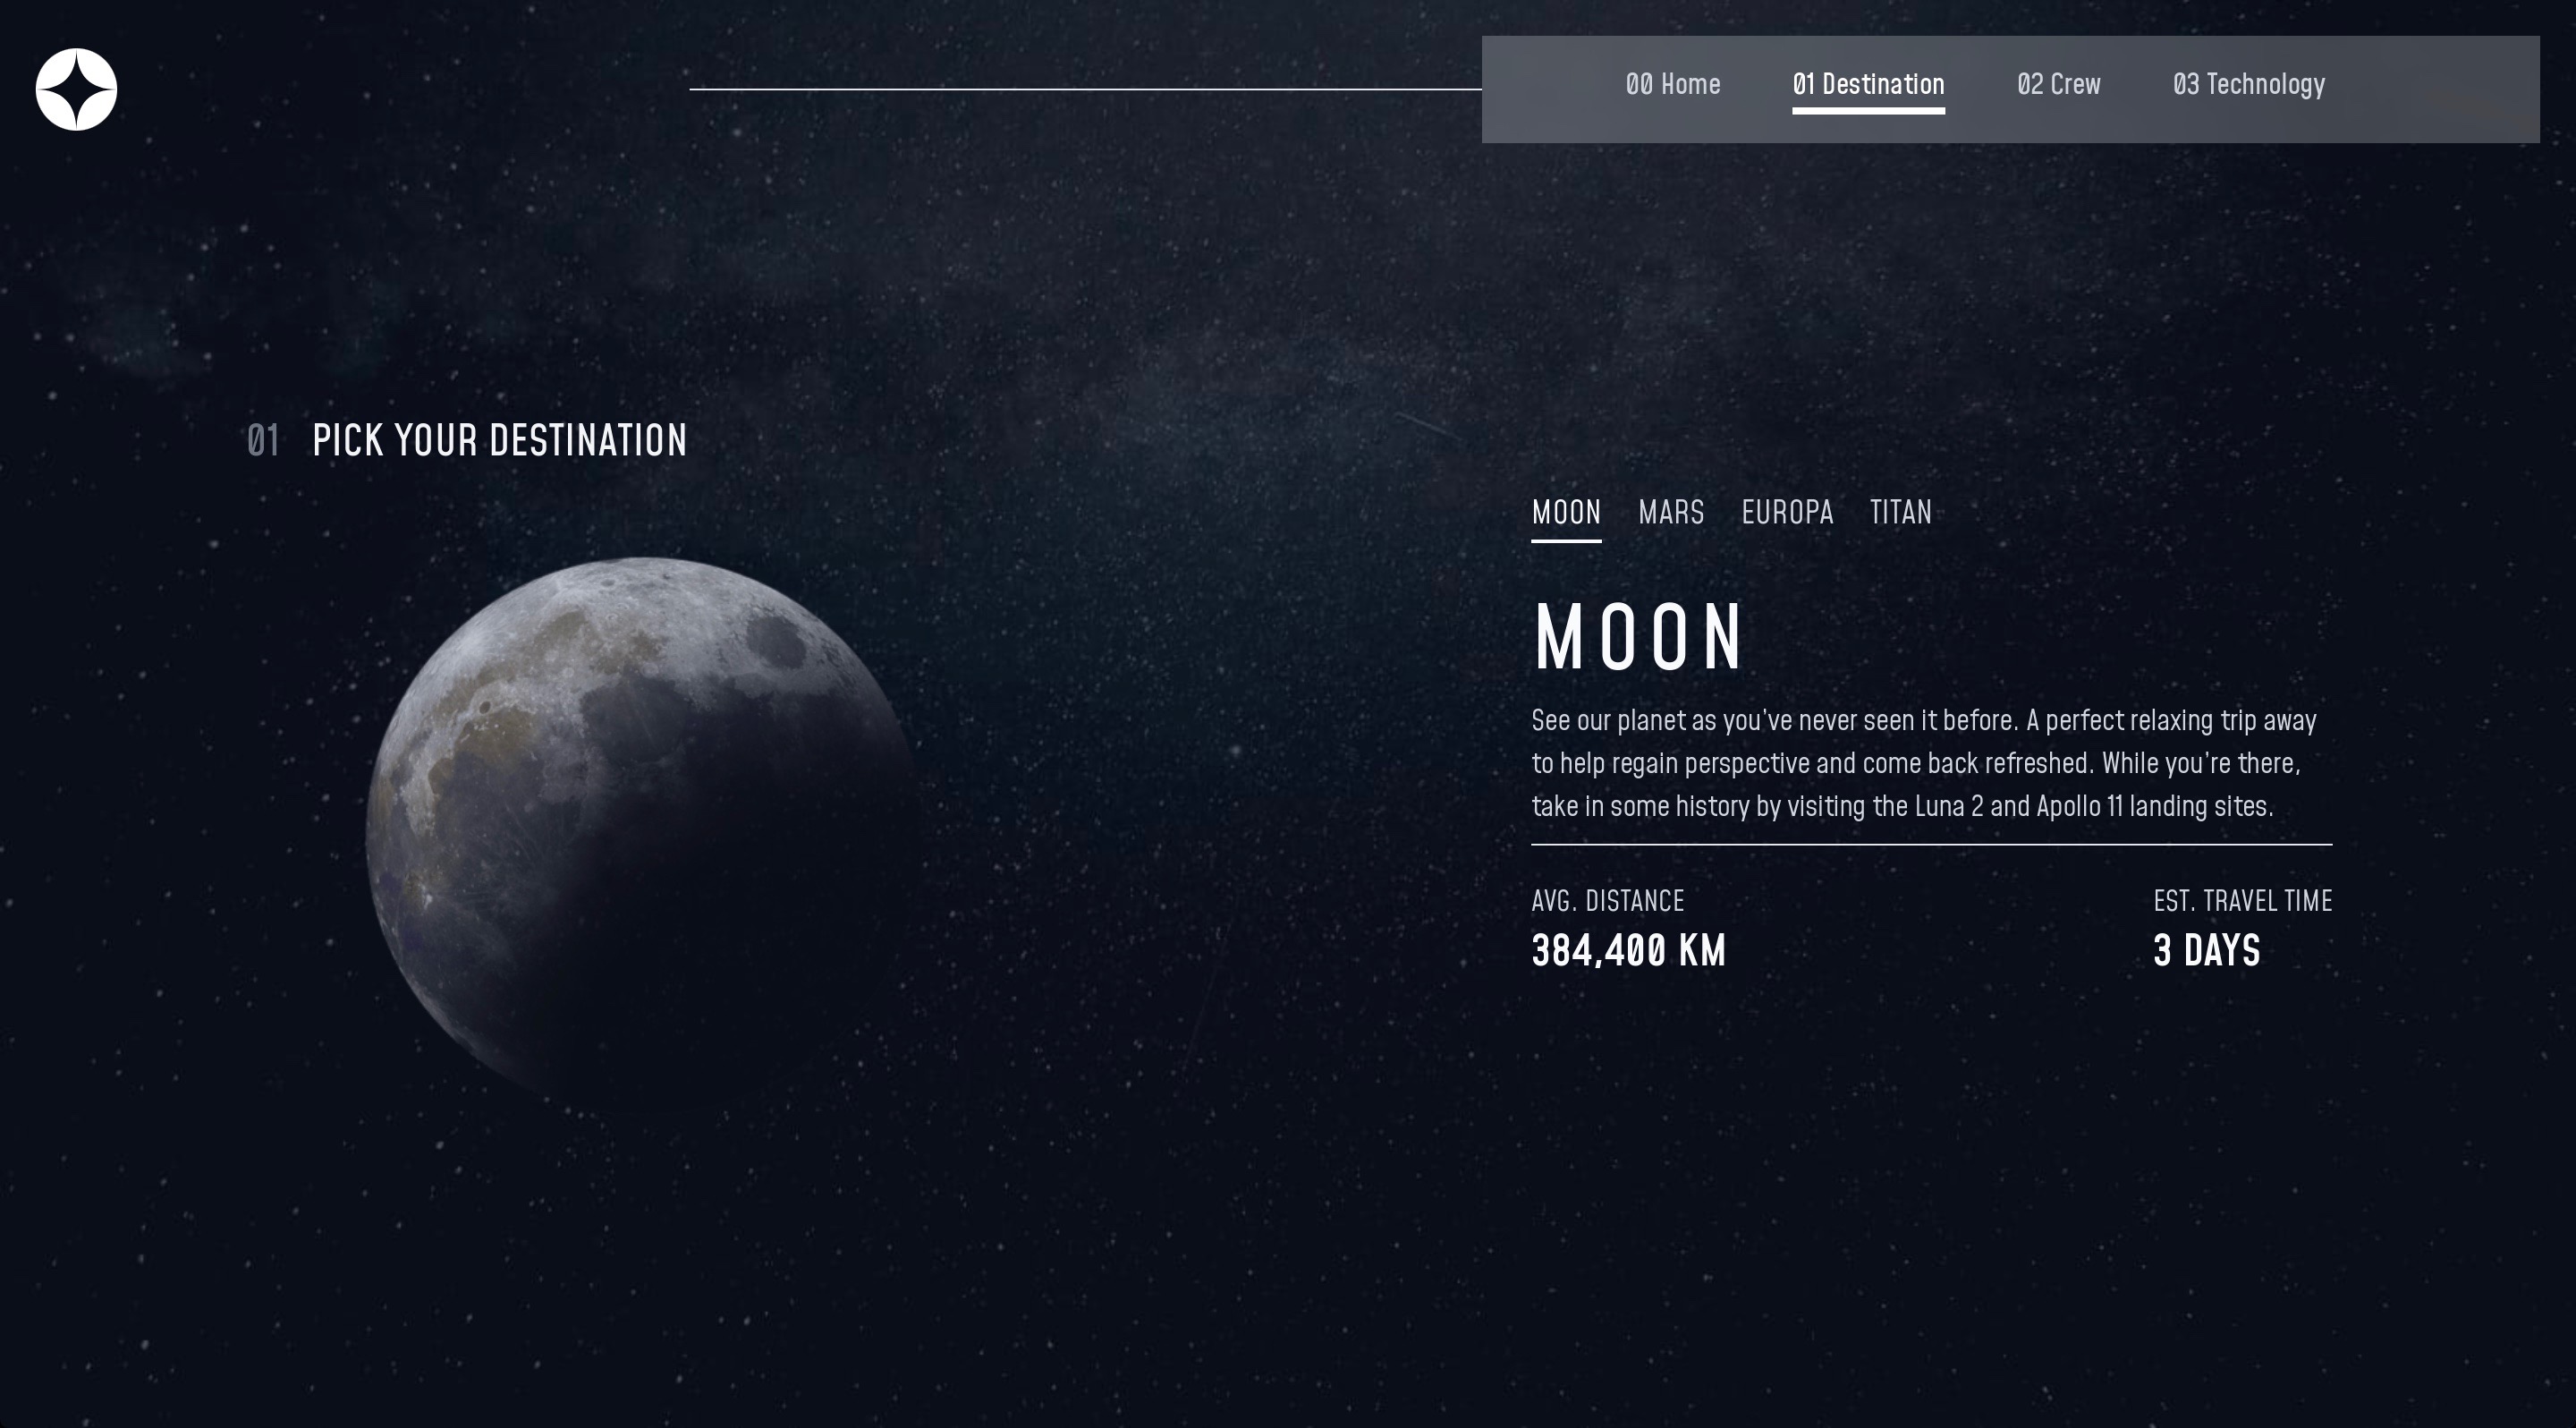 00 Home 01 Destination 02 Crew 03 Technology
01 PICK YOUR DESTINATION
MOON MARS EUROPA TITAN
MOON
See our planet as you've never seen it before. A perfect relaxing trip away
to help regain perspective and come back refreshed. While you're there,
take in some history by visiting the Luna 2 and Apollo 11 landing sites.
AVG. DISTANCE EST. TRAVEL TIME
384,400 KM 3 DAYS